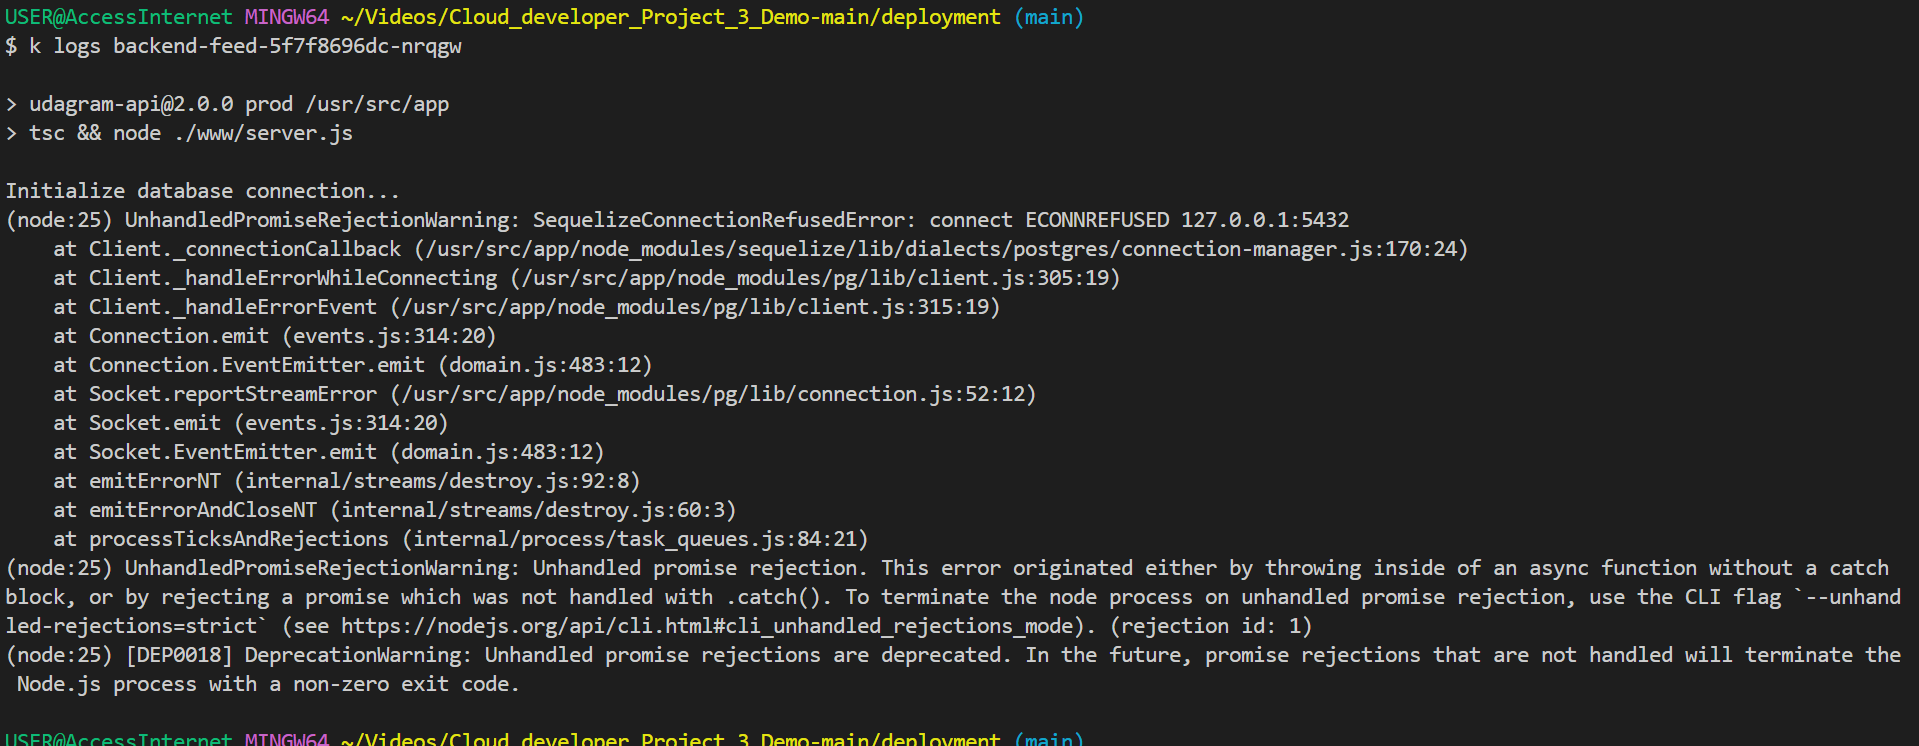 USER@AccessInternet MINGW64 ~/Videos/Cloud_developer_Project_3_Demo-main/deployment (main)
$ k logs backend-feed-5f7f8696dc-nrqgw
> udagram-api@2.0.0 prod /usr/src/app
> tsc && node ./www/server.js
Initialize database connection...
(node:25) UnhandledPromiseRejectionWarning: SequelizeConnectionRefusedError: connect ECONNREFUSED 127.0.0.1:5432
    at Client._connectionCallback (/usr/src/app/node_modules/sequelize/lib/dialects/postgres/connection-manager.js:170:24)
    at Client._handleErrorWhileConnecting (/usr/src/app/node_modules/pg/lib/client.js:305:19)
    at Client._handleErrorEvent (/usr/src/app/node_modules/pg/lib/client.js:315:19)
    at Connection.emit (events.js:314:20)
    at Connection.EventEmitter.emit (domain.js:483:12)
    at Socket.reportStreamError (/usr/src/app/node_modules/pg/lib/connection.js:52:12)
    at Socket.emit (events.js:314:20)
    at Socket.EventEmitter.emit (domain.js:483:12)
    at emitErrorNT (internal/streams/destroy.js:92:8)
    at emitErrorAndCloseNT (internal/streams/destroy.js:60:3)
    at processTicksAndRejections (internal/process/task_queues.js:84:21)
(node:25) UnhandledPromiseRejectionWarning: Unhandled promise rejection. This error originated either by throwing inside of an async function without a catch
block, or by rejecting a promise which was not handled with .catch(). To terminate the node process on unhandled promise rejection, use the CLI flag `--unhand
led-rejections=strict` (see https://nodejs.org/api/cli.html#cli_unhandled_rejections_mode). (rejection id: 1)
(node:25) [DEP0018] DeprecationWarning: Unhandled promise rejections are deprecated. In the future, promise rejections that are not handled will terminate the
 Node.js process with a non-zero exit code.
USER@AccessInternet MINGW64 ~/Videos/Cloud_developer_Project_3_Demo-main/deployment (main)